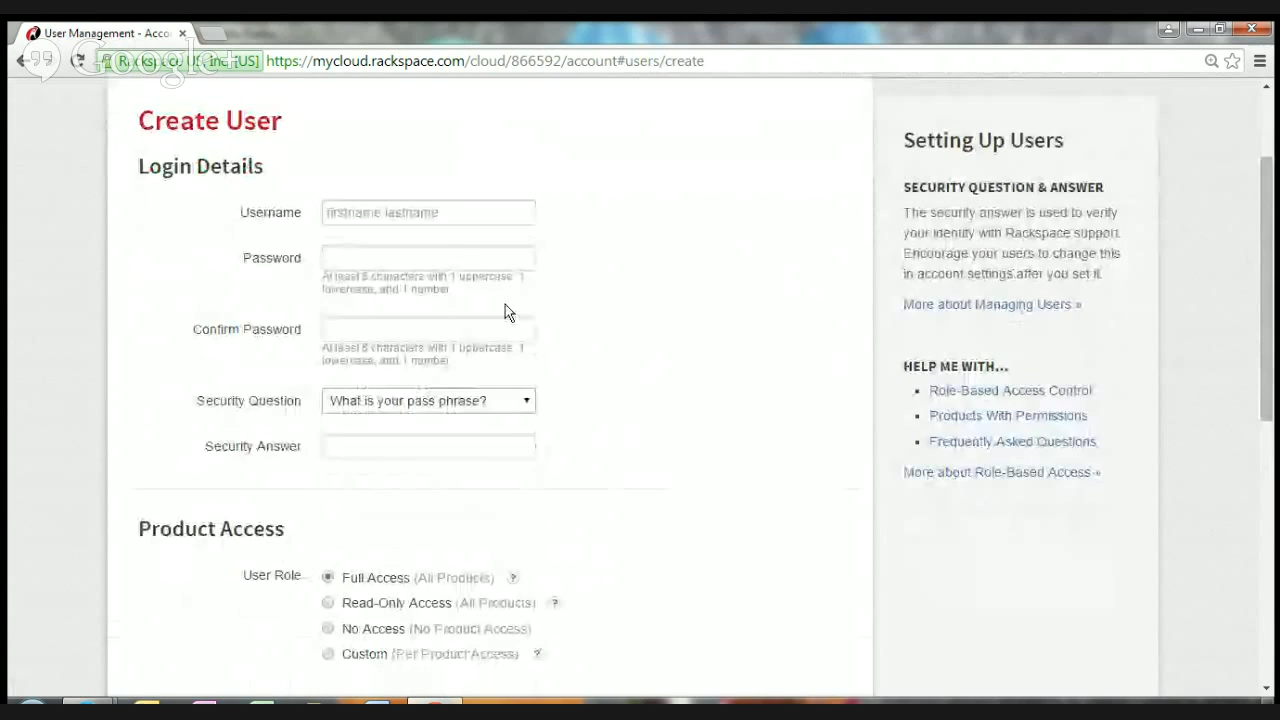 User Management - Acco
Google+
Rackspace US, Inc. [US] https://mycloud.rackspace.com/cloud/866592/account#users/create
Create User
Login Details
Username
firstname lastname
Password
At least 8 characters with 1 uppercase, 1
lowercase, and 1 number
Confirm Password
At least 8 characters with 1 uppercase, 1
lowercase, and 1 number
Security Question
What is your pass phrase?
Security Answer
Product Access
User Role
Full Access (All Products) ?
Read-Only Access (All Products) ?
No Access (No Product Access)
Custom (Per Product Access) ?
Setting Up Users
SECURITY QUESTION & ANSWER
The security answer is used to verify
your identity with Rackspace support.
Encourage your users to change this
in account settings after you set it.
More about Managing Users »
HELP ME WITH...
Role-Based Access Control
Products With Permissions
Frequently Asked Questions
More about Role-Based Access »